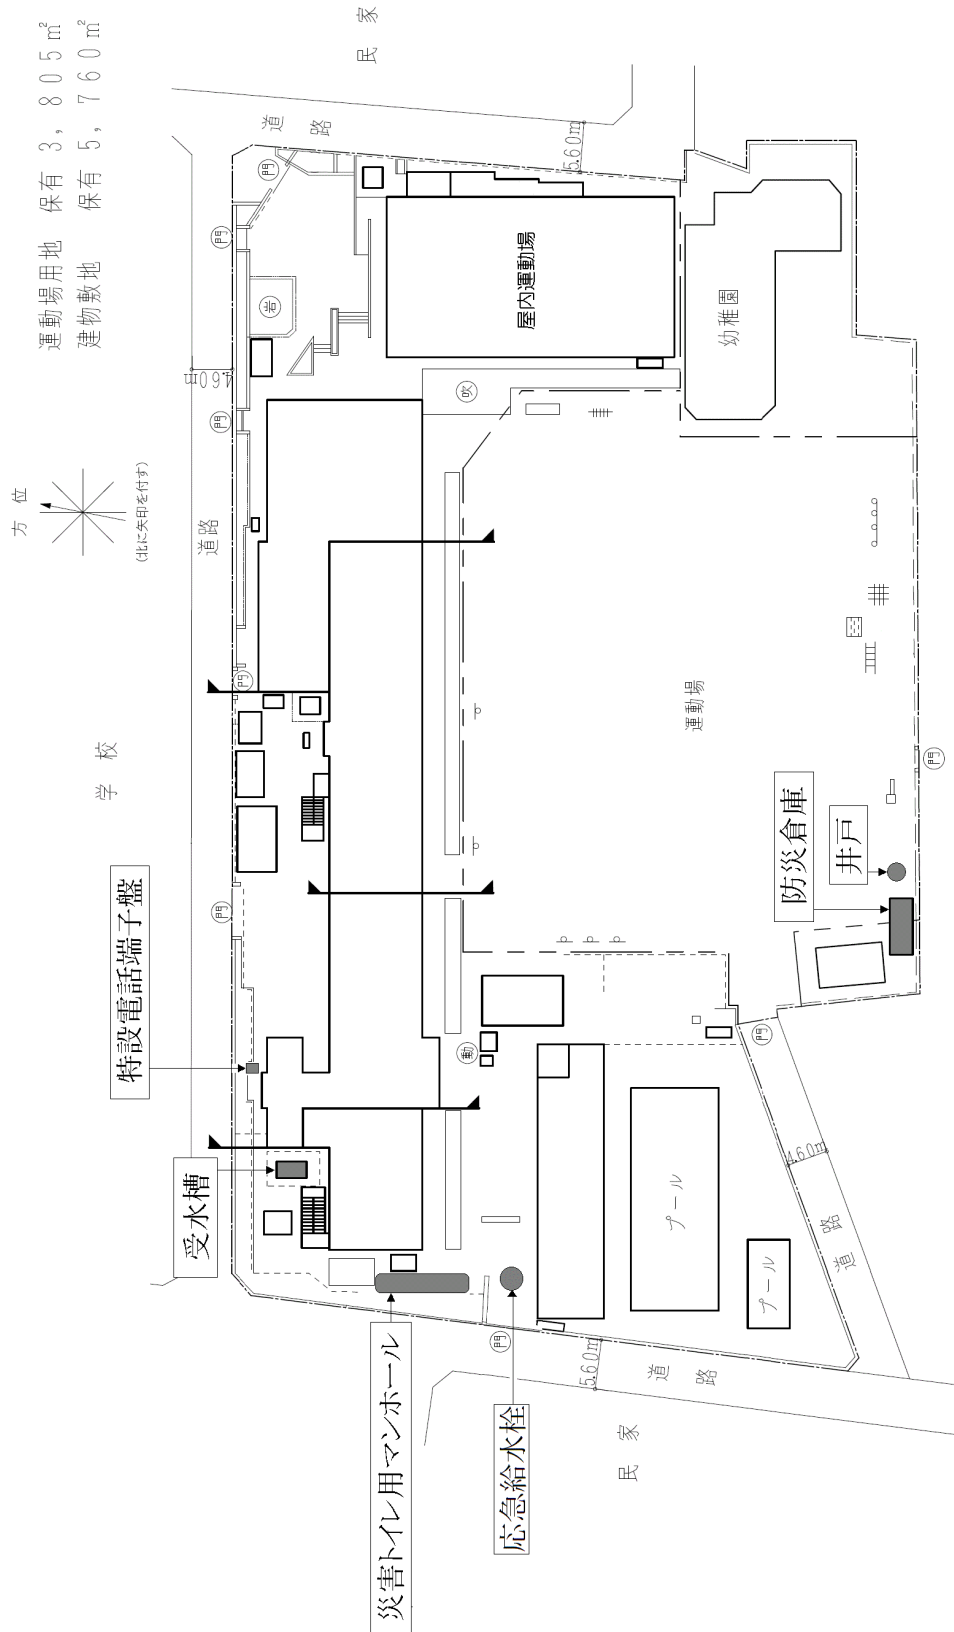 運動場用地　保有 3，805㎡
建物敷地　保有 5，760㎡
方位
(北に矢印を付す)
学校
民家
道路
5.60m
門
門
岩
4.60m
門
道路
門
門
屋内運動場
幼稚園
吹
運動場
特設電話端子盤
受水槽
災害トイレ用マンホール
応急給水栓
防災倉庫
井戸
門
門
動
プール
プール
4.60m
道路
門
5.60m
道路
民家